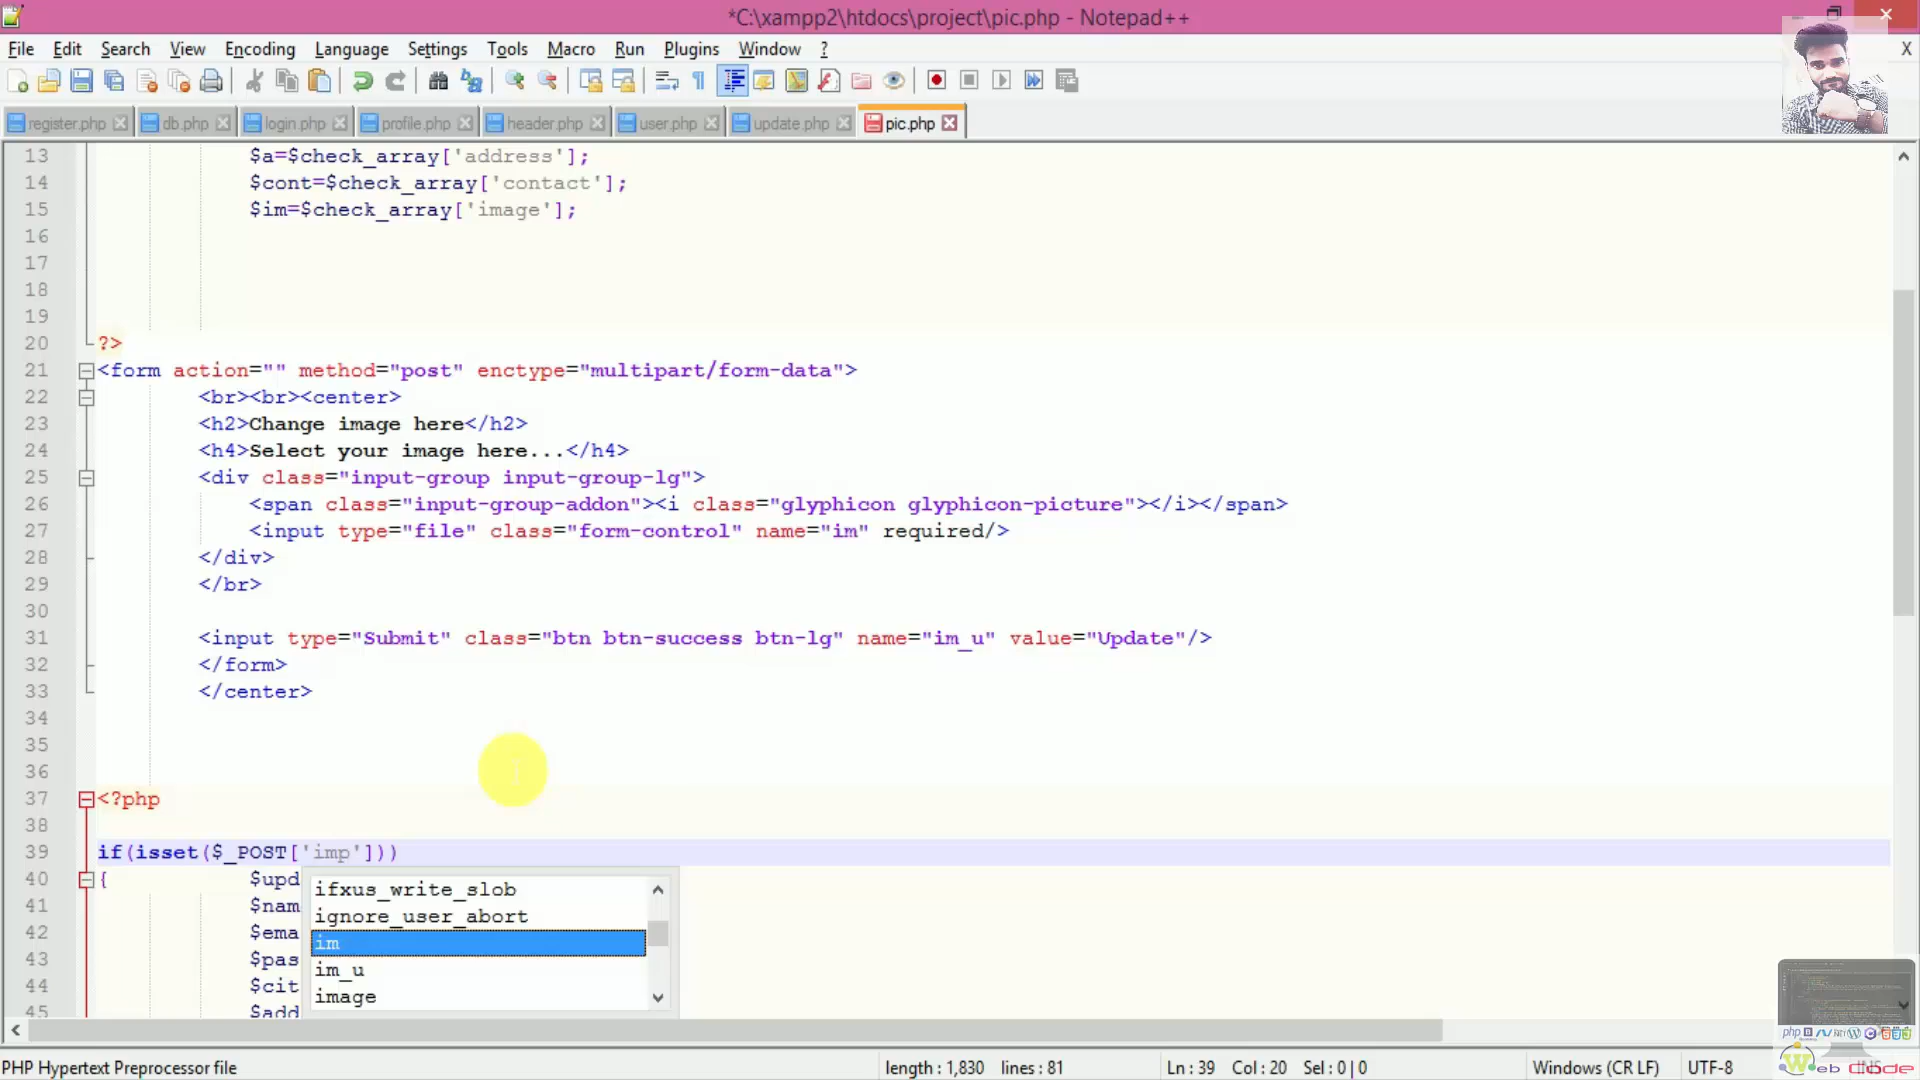 *C:\xampp2\htdocs\project\pic.php - Notepad++
File Edit Search View Encoding Language Settings Tools Macro Run Plugins Window ? X
register.php db.php login.php profile.php header.php user.php update.php pic.php
13 $a=$check_array['address'];
14 $cont=$check_array['contact'];
15 $im=$check_array['image'];
16
17
18
19
20 ?>
21 <form action="" method="post" enctype="multipart/form-data">
22 <br><br><center>
23 <h2>Change image here</h2>
24 <h4>Select your image here...</h4>
25 <div class="input-group input-group-lg">
26 <span class="input-group-addon"><i class="glyphicon glyphicon-picture"></i></span>
27 <input type="file" class="form-control" name="im" required/>
28 </div>
29 </br>
30
31 <input type="Submit" class="btn btn-success btn-lg" name="im_u" value="Update"/>
32 </form>
33 </center>
34
35
36
37 <?php
38
39 if(isset($_POST['imp']))
40 { $upd
41 $nam
42 $ema
43 $pas
44 $cit
45 $add
ifxus_write_slob
ignore_user_abort
im
im_u
image
PHP Hypertext Preprocessor file length : 1,830 lines : 81 Ln : 39 Col : 20 Sel : 0 | 0 Windows (CR LF) UTF-8
php
Web Code